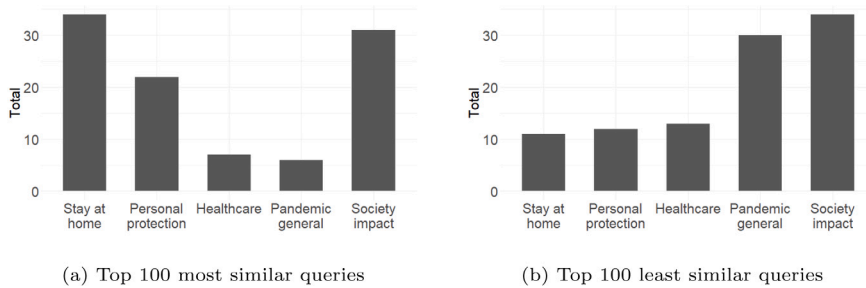 Total
30
20
10
0
Stay at
home
Personal
protection
Healthcare
Pandemic
general
Society
impact
(a) Top 100 most similar queries
Total
30
20
10
0
Stay at
home
Personal
protection
Healthcare
Pandemic
general
Society
impact
(b) Top 100 least similar queries